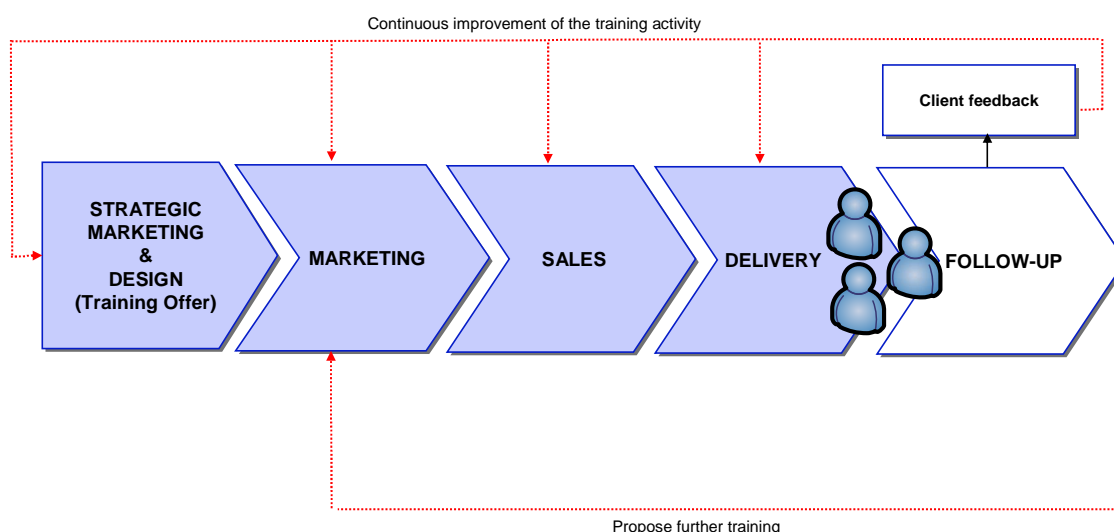 Continuous improvement of the training activity
Client feedback
STRATEGIC
MARKETING
&
DESIGN
(Training Offer)
MARKETING
SALES
DELIVERY
FOLLOW-UP
Propose further training